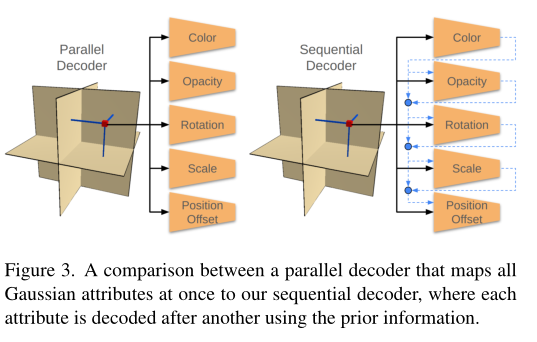 Parallel
Decoder
Color
Opacity
Rotation
Scale
Position
Offset
Sequential
Decoder
Color
Opacity
Rotation
Scale
Position
Offset
Figure 3. A comparison between a parallel decoder that maps all
Gaussian attributes at once to our sequential decoder, where each
attribute is decoded after another using the prior information.